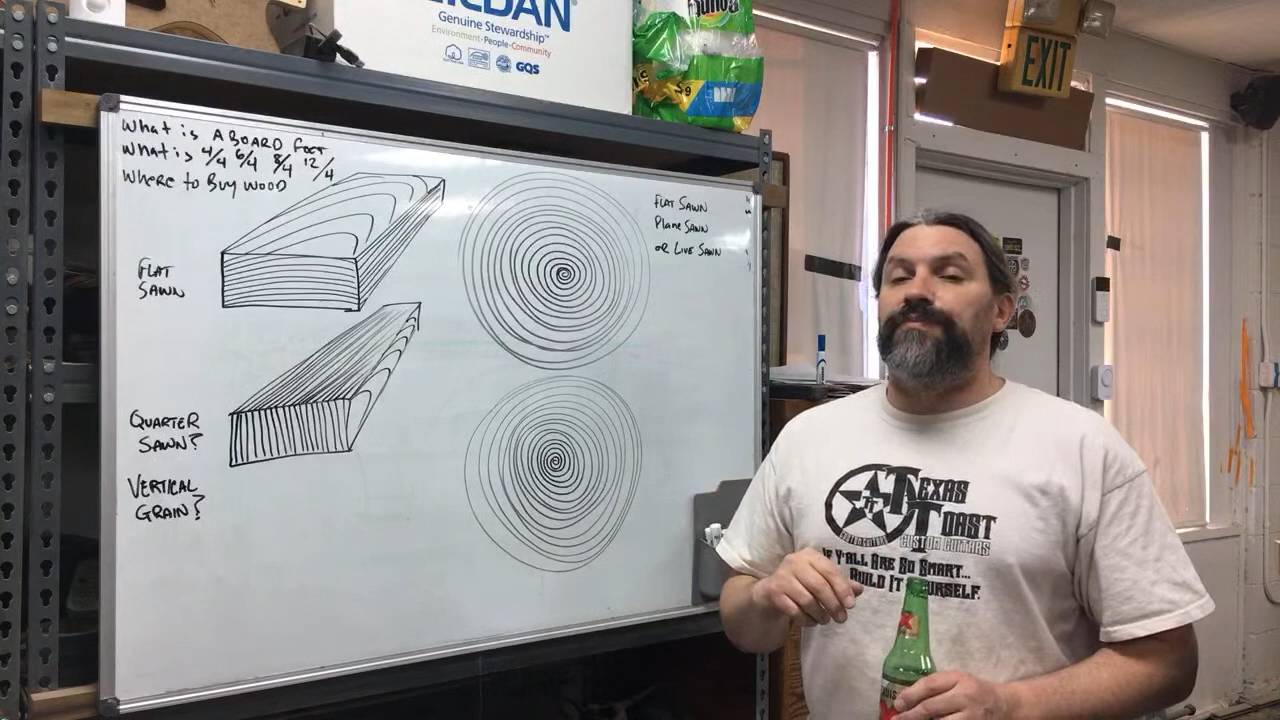 ERDAN
Genuine Stewardship™
Environment • People • Community
GQS
EXIT
What is A BOARD FOOT
What is 4/4 6/4 8/4 12/4
WHERE to BUY WOOD
FLAT
SAWN
QUARTER
SAWN?
VERTICAL
GRAIN?
FLAT SAWN
Plane SAWN
or LIVE SAWN
TEXAS
TOAST
CUSTOM GUITARS
IF Y'ALL ARE SO SMART...
BUILD IT YOURSELF.